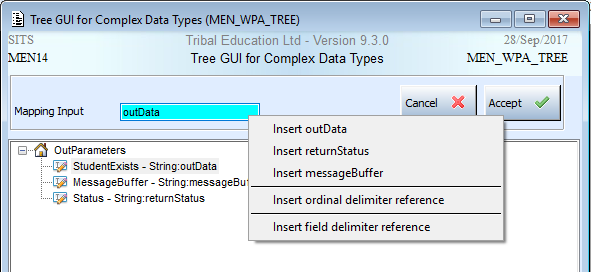 Tree GUI for Complex Data Types (MEN_WPA_TREE)
SITS Tribal Education Ltd - Version 9.3.0 28/Sep/2017
MEN14 Tree GUI for Complex Data Types MEN_WPA_TREE
Mapping Input outData Cancel Accept
Insert outData
Insert returnStatus
Insert messageBuffer
Insert ordinal delimiter reference
Insert field delimiter reference
OutParameters
StudentExists - String:outData
MessageBuffer - String:messageBu
Status - String:returnStatus